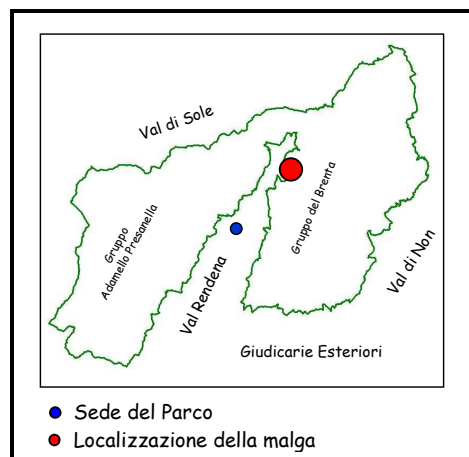 Val di Sole
Gruppo del Brenta
Gruppo
Adamello Presanella
Val Rendena
Val di Non
Giudicarie Esteriori
Sede del Parco
Localizzazione della malga